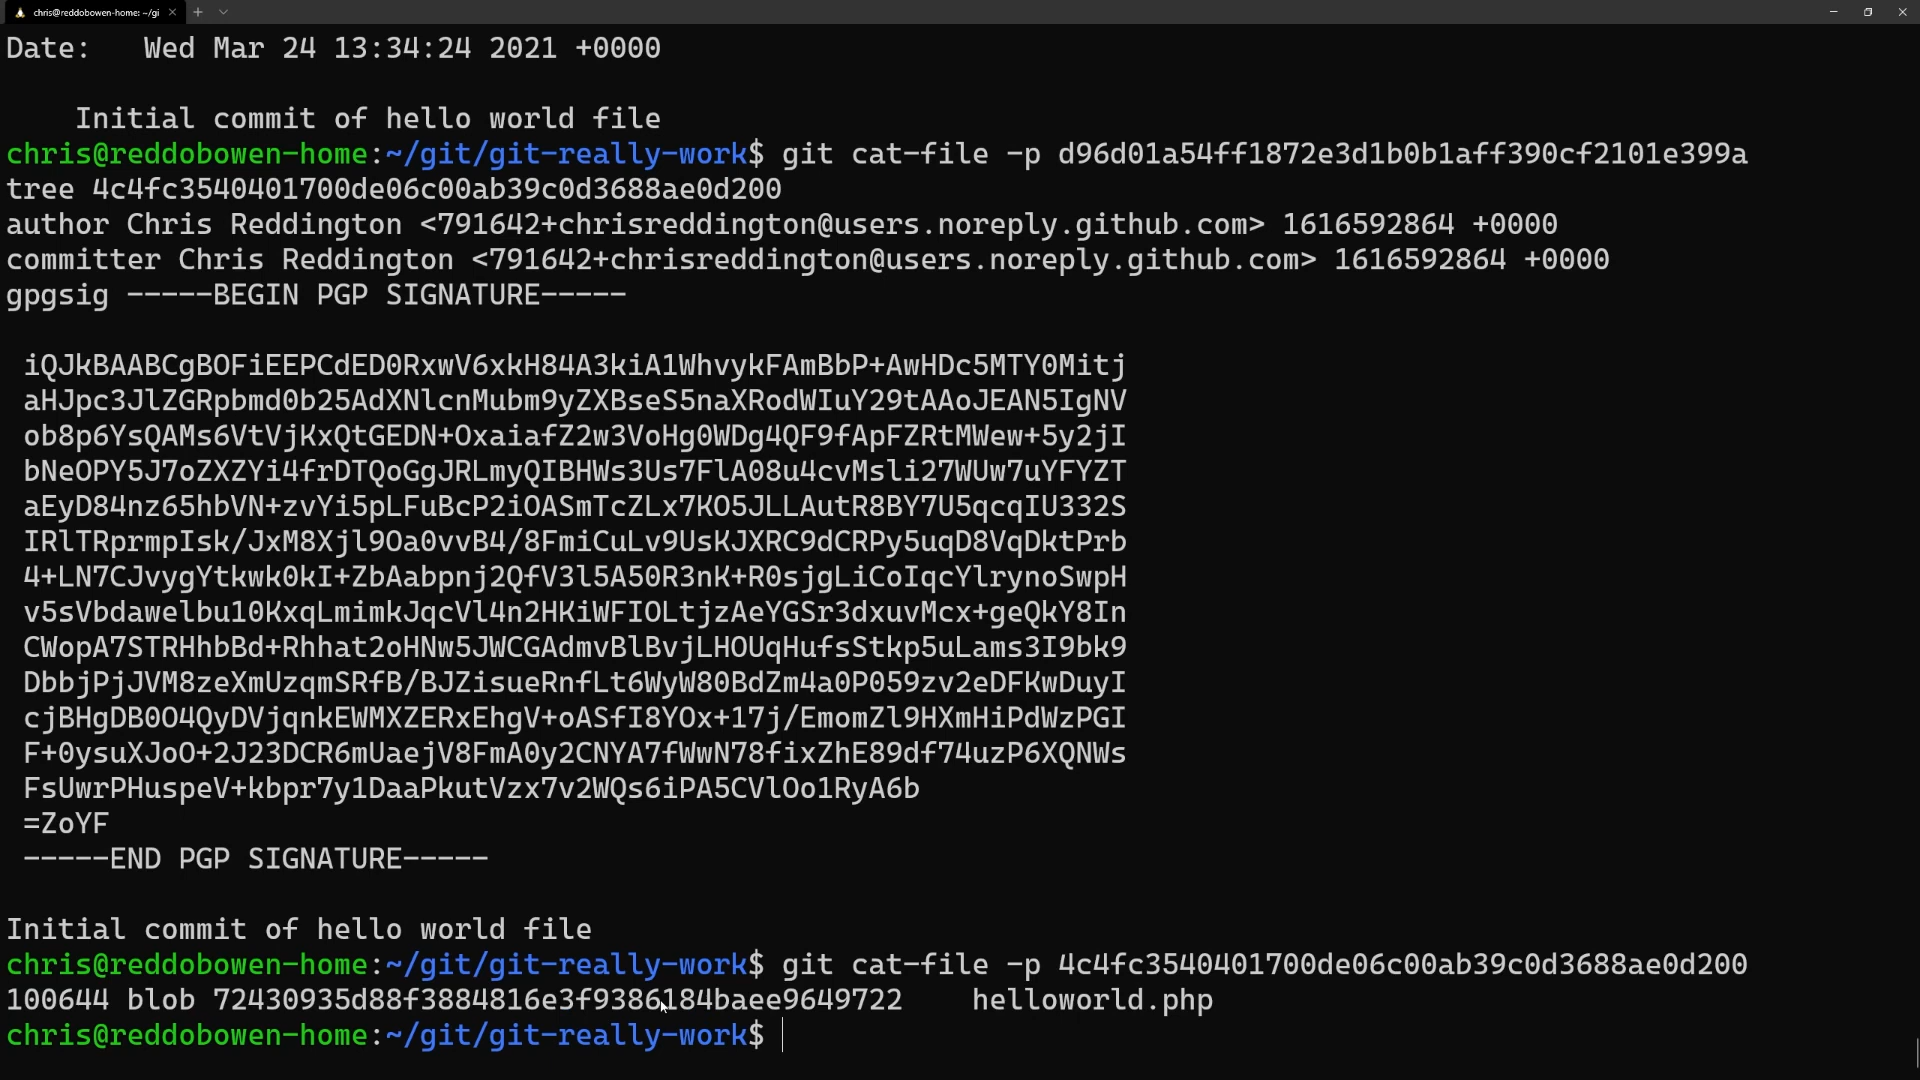 chris@reddobowen-home: ~/gi
Date:   Wed Mar 24 13:34:24 2021 +0000
    Initial commit of hello world file
chris@reddobowen-home:~/git/git-really-work$ git cat-file -p d96d01a54ff1872e3d1b0b1aff390cf2101e399a
tree 4c4fc3540401700de06c00ab39c0d3688ae0d200
author Chris Reddington <791642+chrisreddington@users.noreply.github.com> 1616592864 +0000
committer Chris Reddington <791642+chrisreddington@users.noreply.github.com> 1616592864 +0000
gpgsig -----BEGIN PGP SIGNATURE-----
 iQJkBAABCgBOFiEEPCdED0RxwV6xkH84A3kiA1WhvykFAmBbP+AwHDc5MTY0Mitj
 aHJpc3JlZGRpbmd0b25AdXNlcnMubm9yZXBseS5naXRodWIuY29tAAoJEAN5IgNV
 ob8p6YsQAMs6VtVjKxQtGEDN+OxaiafZ2w3VoHg0WDg4QF9fApFZRtMWew+5y2jI
 bNeOPY5J7oZXZYi4frDTQoGgJRLmyQIBHWs3Us7FlA08u4cvMsli27WUw7uYFYZT
 aEyD84nz65hbVN+zvYi5pLFuBcP2iOASmTcZLx7KO5JLLAutR8BY7U5qcqIU332S
 IRlTRprmpIsk/JxM8Xjl9Oa0vvB4/8FmiCuLv9UsKJXRC9dCRPy5uqD8VqDktPrb
 4+LN7CJvygYtkwk0kI+ZbAabpnj2QfV3l5A50R3nK+R0sjgLiCoIqcYlrynoSwpH
 v5sVbdawelbu10KxqLmimkJqcVl4n2HKiWFIOLtjzAeYGSr3dxuvMcx+geQkY8In
 CWopA7STRHhbBd+Rhhat2oHNw5JWCGAdmvBlBvjLHOUqHufsStkp5uLams3I9bk9
 DbbjPjJVM8zeXmUzqmSRfB/BJZisueRnfLt6WyW80BdZm4a0P059zv2eDFKwDuyI
 cjBHgDB0O4QyDVjqnkEWMXZERxEhgV+oASfI8YOx+17j/EmomZl9HXmHiPdWzPGI
 F+0ysuXJoO+2J23DCR6mUaejV8FmA0y2CNYA7fWwN78fixZhE89df74uzP6XQNWs
 FsUwrPHuspeV+kbpr7y1DaaPkutVzx7v2WQs6iPA5CVlOo1RyA6b
 =ZoYF
 -----END PGP SIGNATURE-----
Initial commit of hello world file
chris@reddobowen-home:~/git/git-really-work$ git cat-file -p 4c4fc3540401700de06c00ab39c0d3688ae0d200
100644 blob 72430935d88f3884816e3f9386184baee9649722    helloworld.php
chris@reddobowen-home:~/git/git-really-work$